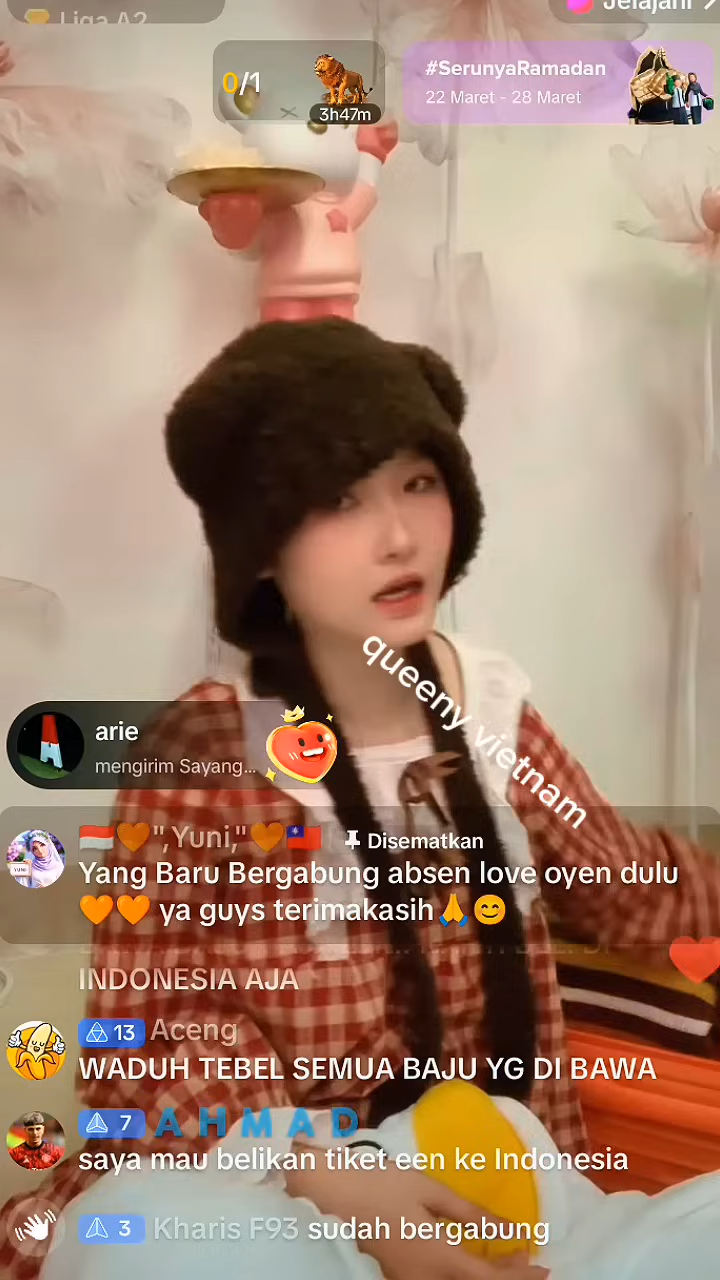 Liga A2
Jelajahi
0/1
3h47m
#SerunyaRamadan
22 Maret - 28 Maret
queeny vietnam
arie
mengirim Sayang...
🇮🇩🧡",Yuni,"🧡🇹🇼 Disematkan
YUNI
Yang Baru Bergabung absen love oyen dulu
🧡🧡 ya guys terimakasih🙏😊
INDONESIA AJA
13 Aceng
WADUH TEBEL SEMUA BAJU YG DI BAWA
7 A H M A D
saya mau belikan tiket een ke Indonesia
3 Kharis F93 sudah bergabung